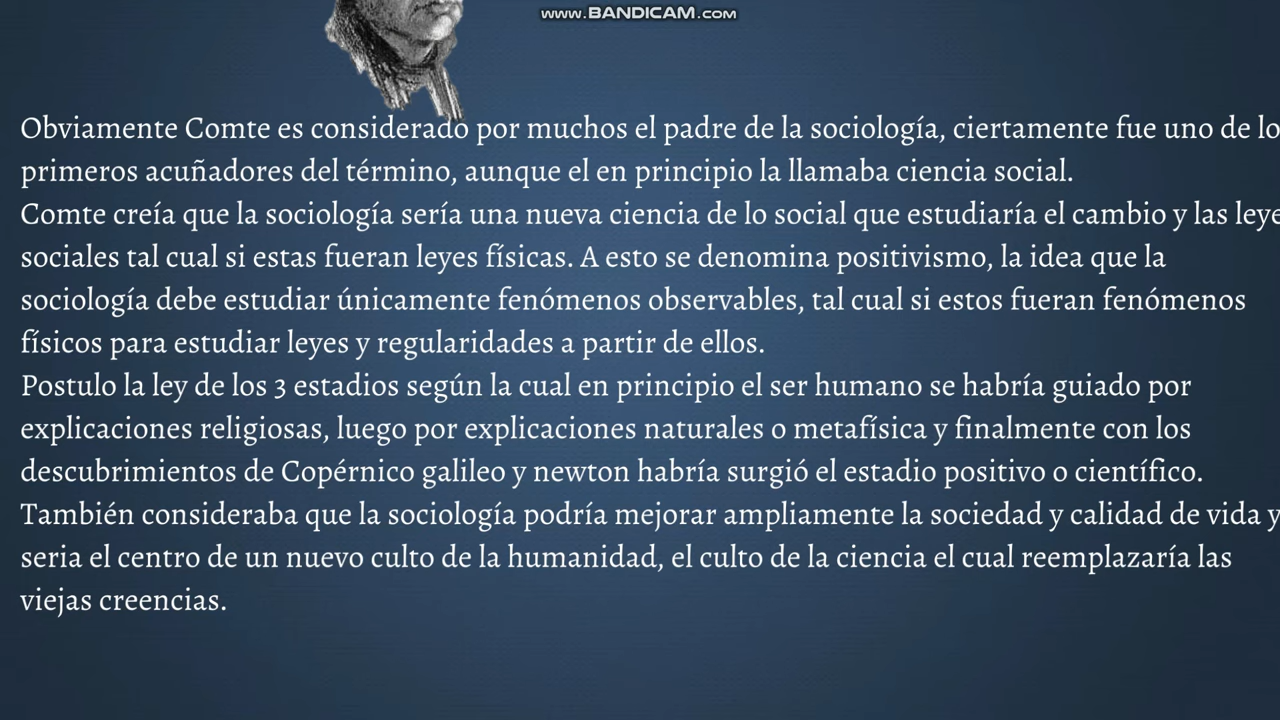 www.BANDICAM.com
Obviamente Comte es considerado por muchos el padre de la sociología, ciertamente fue uno de lo
primeros acuñadores del término, aunque el en principio la llamaba ciencia social.
Comte creía que la sociología sería una nueva ciencia de lo social que estudiaría el cambio y las leye
sociales tal cual si estas fueran leyes físicas. A esto se denomina positivismo, la idea que la
sociología debe estudiar únicamente fenómenos observables, tal cual si estos fueran fenómenos
físicos para estudiar leyes y regularidades a partir de ellos.
Postulo la ley de los 3 estadios según la cual en principio el ser humano se habría guiado por
explicaciones religiosas, luego por explicaciones naturales o metafísica y finalmente con los
descubrimientos de Copérnico galileo y newton habría surgió el estadio positivo o científico.
También consideraba que la sociología podría mejorar ampliamente la sociedad y calidad de vida y
seria el centro de un nuevo culto de la humanidad, el culto de la ciencia el cual reemplazaría las
viejas creencias.